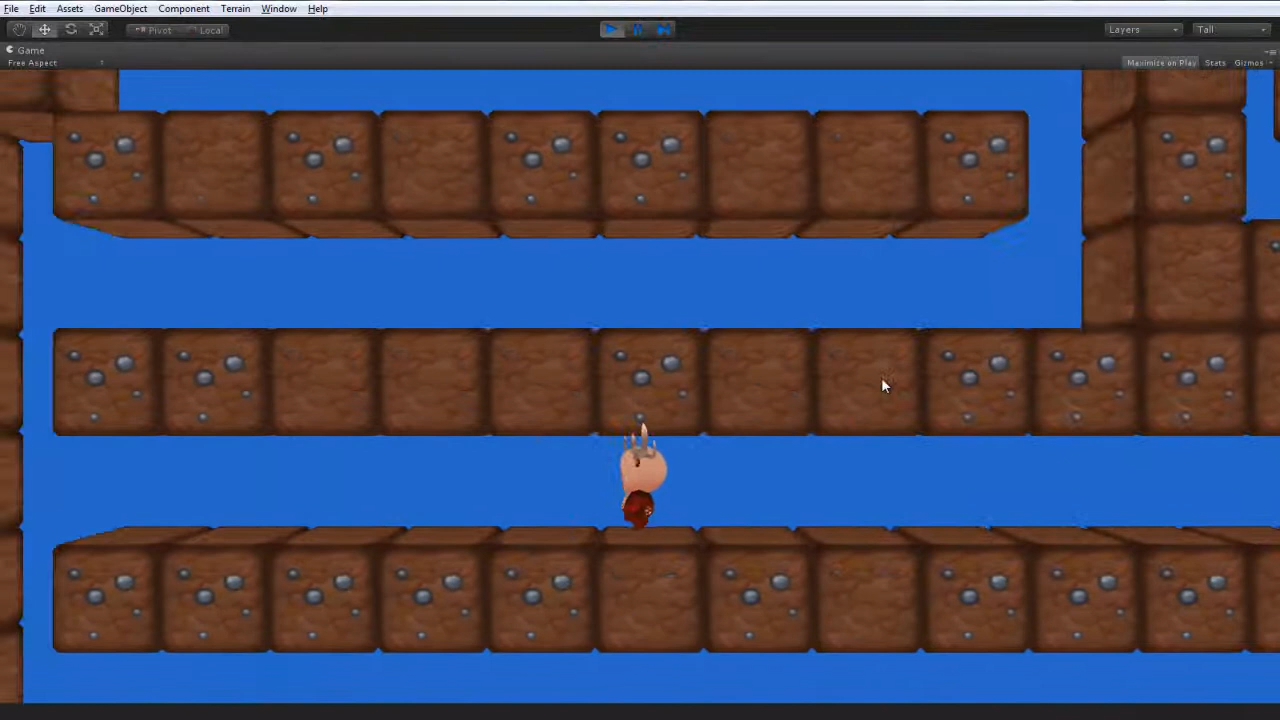 File Edit Assets GameObject Component Terrain Window Help
Pivot Local Layers Tall
Game
Free Aspect Maximize on Play Stats Gizmos